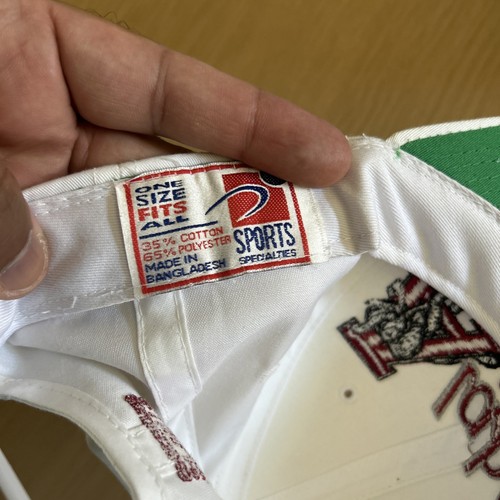 ONE
SIZE
FITS
ALL
35% COTTON
65% POLYESTER
MADE IN
BANGLADESH
SPORTS
SPECIALTIES